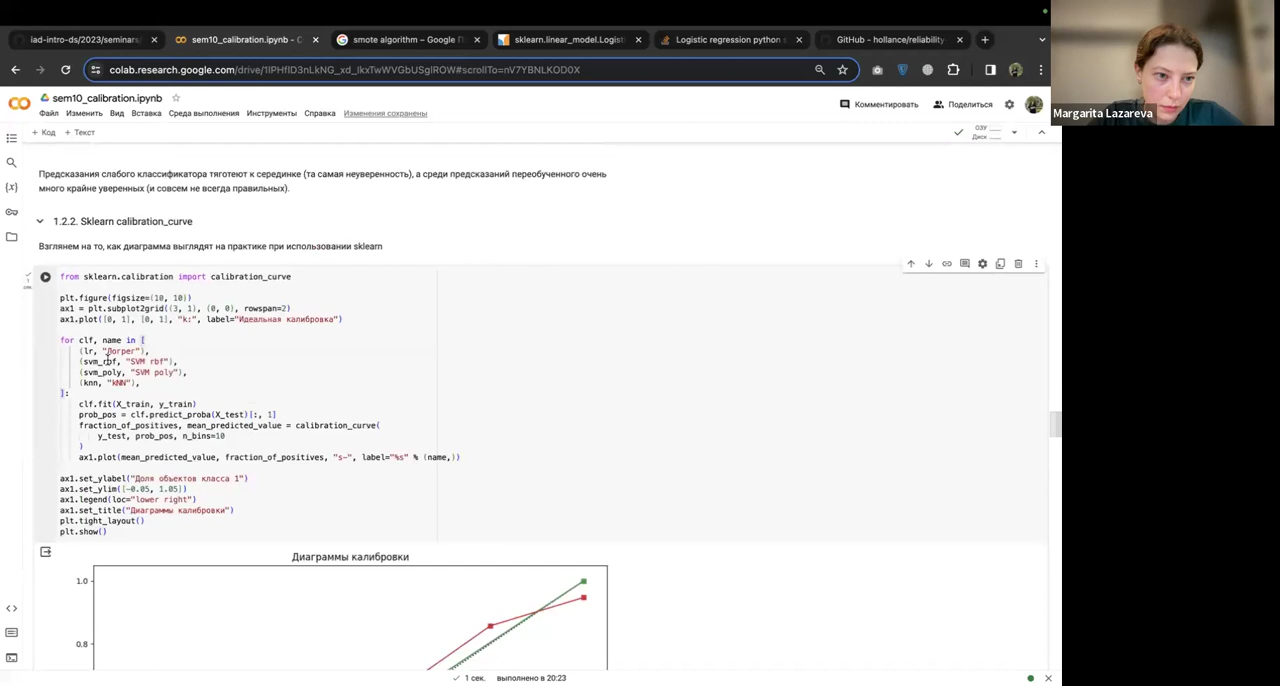 iad-intro-ds/2023/seminars
sem10_calibration.ipynb - C
smote algorithm – Google П
sklearn.linear_model.Logist
Logistic regression python s
GitHub - hollance/reliability
colab.research.google.com/drive/1lPHfID3nLkNG_xd_IkxTwWVGbUSglROW#scrollTo=nV7YBNLKOD0X
Margarita Lazareva
sem10_calibration.ipynb
Файл Изменить Вид Вставка Среда выполнения Инструменты Справка Изменения сохранены
Комментировать Поделиться
+ Код + Текст
ОЗУ
Диск
Предсказания слабого классификатора тяготеют к серединке (та самая неуверенность), а среди предсказаний переобученного очень
много крайне уверенных (и совсем не всегда правильных).
1.2.2. Sklearn calibration_curve
Взглянем на то, как диаграмма выглядят на практике при использовании sklearn
1
сек.
from sklearn.calibration import calibration_curve
plt.figure(figsize=(10, 10))
ax1 = plt.subplot2grid((3, 1), (0, 0), rowspan=2)
ax1.plot([0, 1], [0, 1], "k:", label="Идеальная калибровка")
for clf, name in [
(lr, "Логрег"),
(svm_rbf, "SVM rbf"),
(svm_poly, "SVM poly"),
(knn, "kNN"),
]:
clf.fit(X_train, y_train)
prob_pos = clf.predict_proba(X_test)[:, 1]
fraction_of_positives, mean_predicted_value = calibration_curve(
y_test, prob_pos, n_bins=10
)
ax1.plot(mean_predicted_value, fraction_of_positives, "s-", label="%s" % (name,))
ax1.set_ylabel("Доля объектов класса 1")
ax1.set_ylim([-0.05, 1.05])
ax1.legend(loc="lower right")
ax1.set_title("Диаграммы калибровки")
plt.tight_layout()
plt.show()
Диаграммы калибровки
1.0
0.8
1 сек. выполнено в 20:23